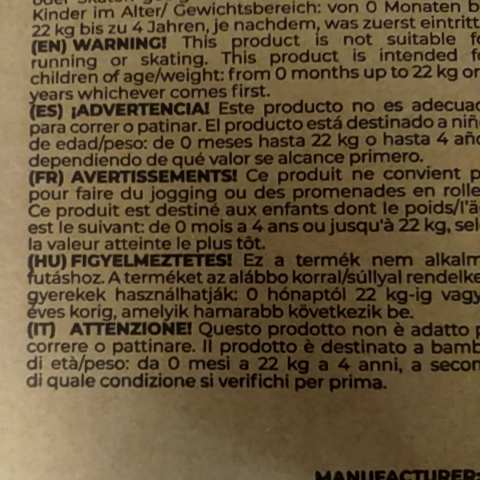 Kinder im Alter/ Gewichtsbereich: von 0 Monaten b
22 kg bis zu 4 Jahren, je nachdem, was zuerst eintritt
(EN) WARNING! This product is not suitable fo
running or skating. This product is intended fo
children of age/weight: from 0 months up to 22 kg or
years whichever comes first.
(ES) ¡ADVERTENCIA! Este producto no es adecuad
para correr o patinar. El producto está destinado a niñ
de edad/peso: de 0 meses hasta 22 kg o hasta 4 año
dependiendo de qué valor se alcance primero.
(FR) AVERTISSEMENTS! Ce produit ne convient p
pour faire du jogging ou des promenades en rolle
Ce produit est destiné aux enfants dont le poids/l'â
est le suivant: de 0 mois a 4 ans ou jusqu'à 22 kg, sel
la valeur atteinte le plus tôt.
(HU) FIGYELMEZTETES! Ez a termék nem alkalm
futáshoz. A terméket az alábbo korral/súllyal rendelke
gyerekek használhatják: 0 hónaptól 22 kg-ig vagy
éves korig, amelyik hamarabb következik be.
(IT) ATTENZIONE! Questo prodotto non è adatto p
correre o pattinare. Il prodotto è destinato a bamb
di età/peso: da 0 mesi a 22 kg a 4 anni, a secon
di quale condizione si verifichi per prima.
MANUFACTURER: